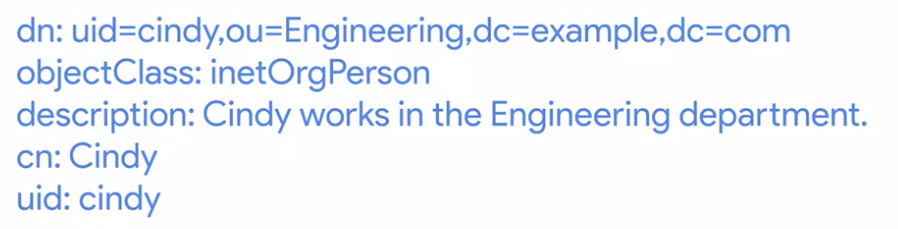 dn: uid=cindy,ou=Engineering,dc=example,dc=com
objectClass: inetOrgPerson
description: Cindy works in the Engineering department.
cn: Cindy
uid: cindy